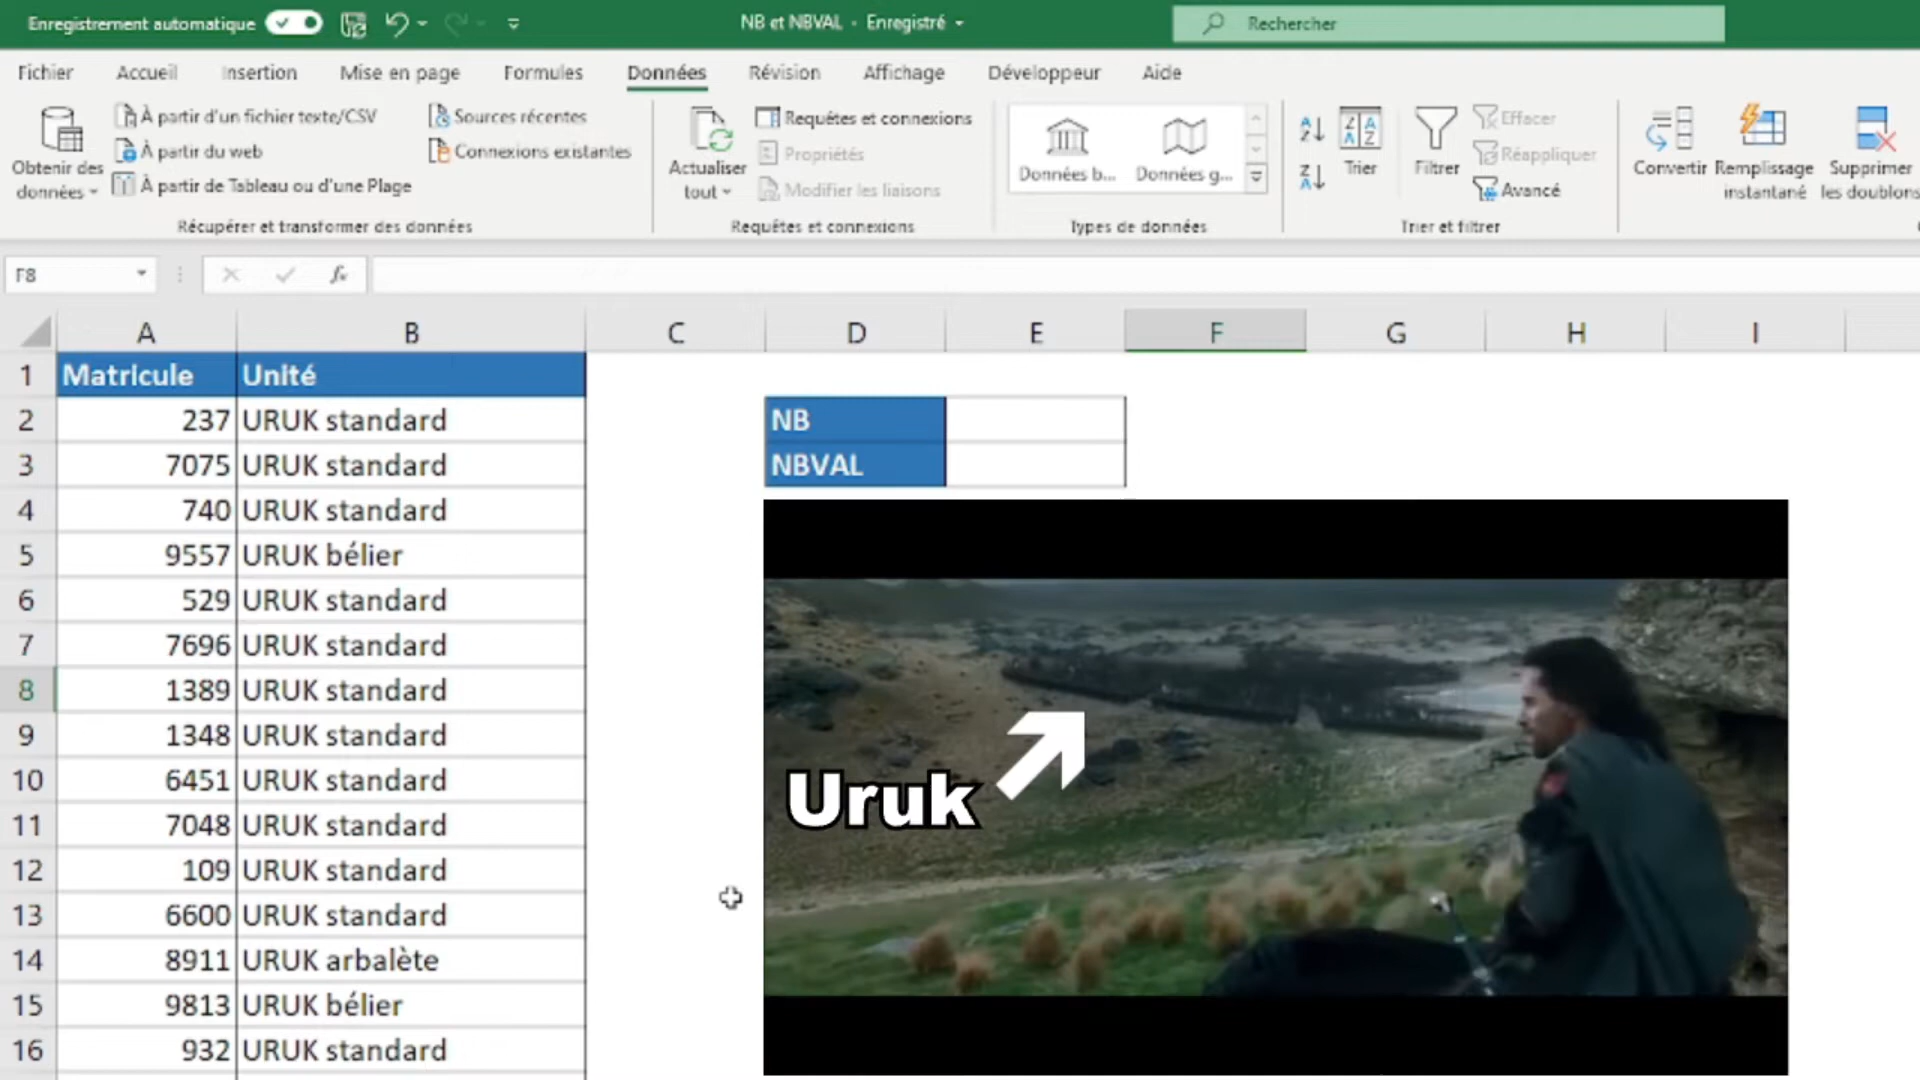 Enregistrement automatique
NB et NBVAL - Enregistré
Rechercher
Fichier Accueil Insertion Mise en page Formules Données Révision Affichage Développeur Aide
Obtenir des données
À partir d'un fichier texte/CSV
À partir du web
À partir de Tableau ou d'une Plage
Sources récentes
Connexions existantes
Récupérer et transformer des données
Actualiser tout
Requêtes et connexions
Propriétés
Modifier les liaisons
Requêtes et connexions
Données b...
Données g...
Types de données
Trier
Filtrer
Effacer
Réappliquer
Avancé
Trier et filtrer
Convertir
Remplissage instantané
Supprimer les doublons
F8
fx
A B C D E F G H I
1 Matricule Unité
2 237 URUK standard NB
3 7075 URUK standard NBVAL
4 740 URUK standard
5 9557 URUK bélier
6 529 URUK standard
7 7696 URUK standard
8 1389 URUK standard
9 1348 URUK standard
10 6451 URUK standard
11 7048 URUK standard
12 109 URUK standard
13 6600 URUK standard
14 8911 URUK arbalète
15 9813 URUK bélier
16 932 URUK standard
Uruk